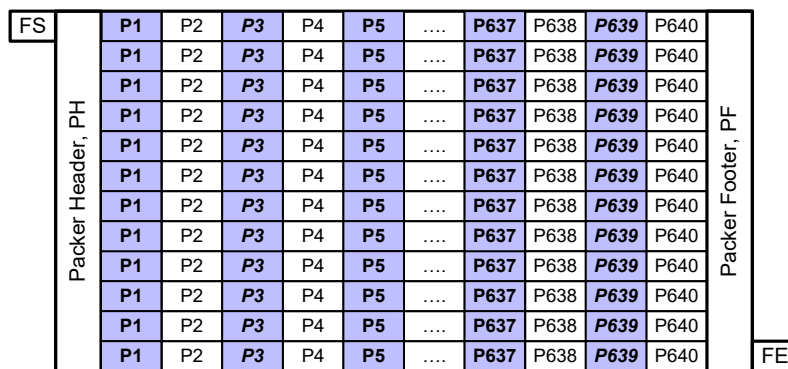 FS P1 P2 P3 P4 P5 .... P637 P638 P639 P640
P1 P2 P3 P4 P5 .... P637 P638 P639 P640
P1 P2 P3 P4 P5 .... P637 P638 P639 P640
P1 P2 P3 P4 P5 .... P637 P638 P639 P640
P1 P2 P3 P4 P5 .... P637 P638 P639 P640
P1 P2 P3 P4 P5 .... P637 P638 P639 P640
P1 P2 P3 P4 P5 .... P637 P638 P639 P640
P1 P2 P3 P4 P5 .... P637 P638 P639 P640
P1 P2 P3 P4 P5 .... P637 P638 P639 P640
P1 P2 P3 P4 P5 .... P637 P638 P639 P640
P1 P2 P3 P4 P5 .... P637 P638 P639 P640
P1 P2 P3 P4 P5 .... P637 P638 P639 P640 FE
Packer Header, PH
Packer Footer, PF